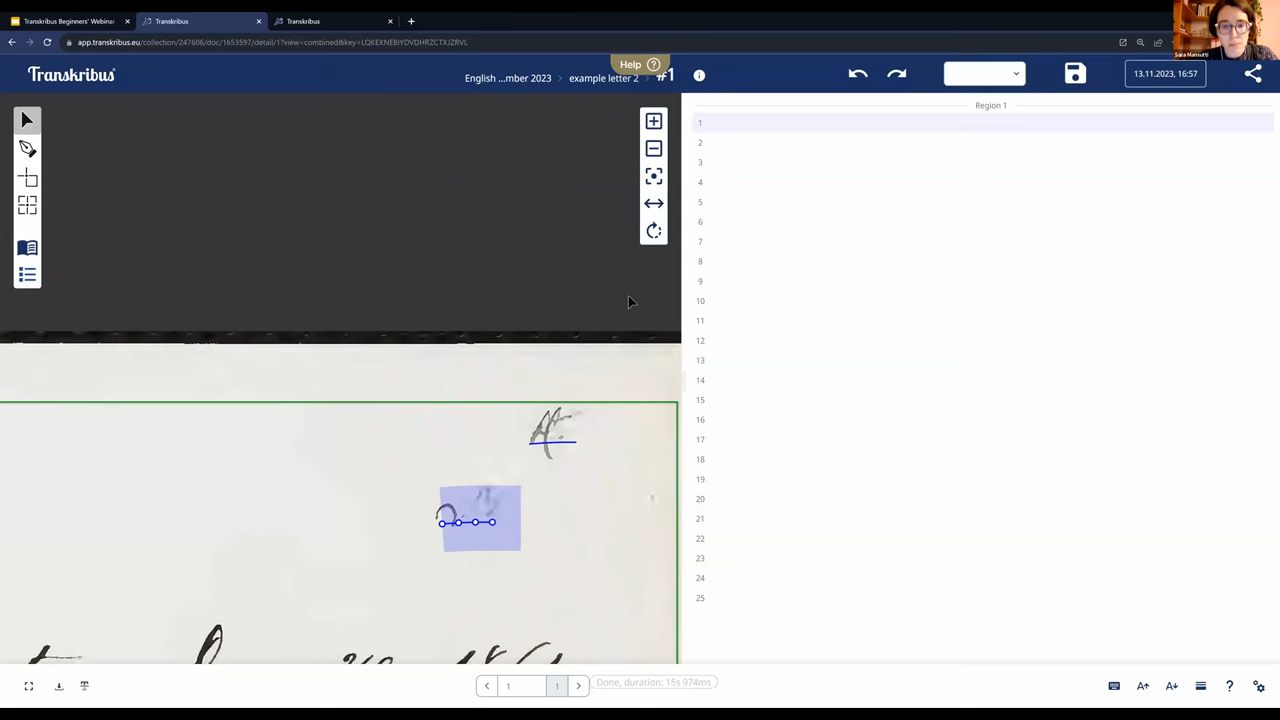 Transkribus Beginners' Webinar
Transkribus
Transkribus
app.transkribus.eu/collection/247606/doc/1653597/detail/1?view=combined&key=LQKEXNEBIYDVDHRZCTXJZRVL
Sara Mansutti
Transkribus
English ...mber 2023 › example letter 2 › #1
Help ?
13.11.2023, 16:57
Region 1
1
2
3
4
5
6
7
8
9
10
11
12
13
14
15
16
17
18
19
20
21
22
23
24
25
1 1
Done, duration: 15s 974ms